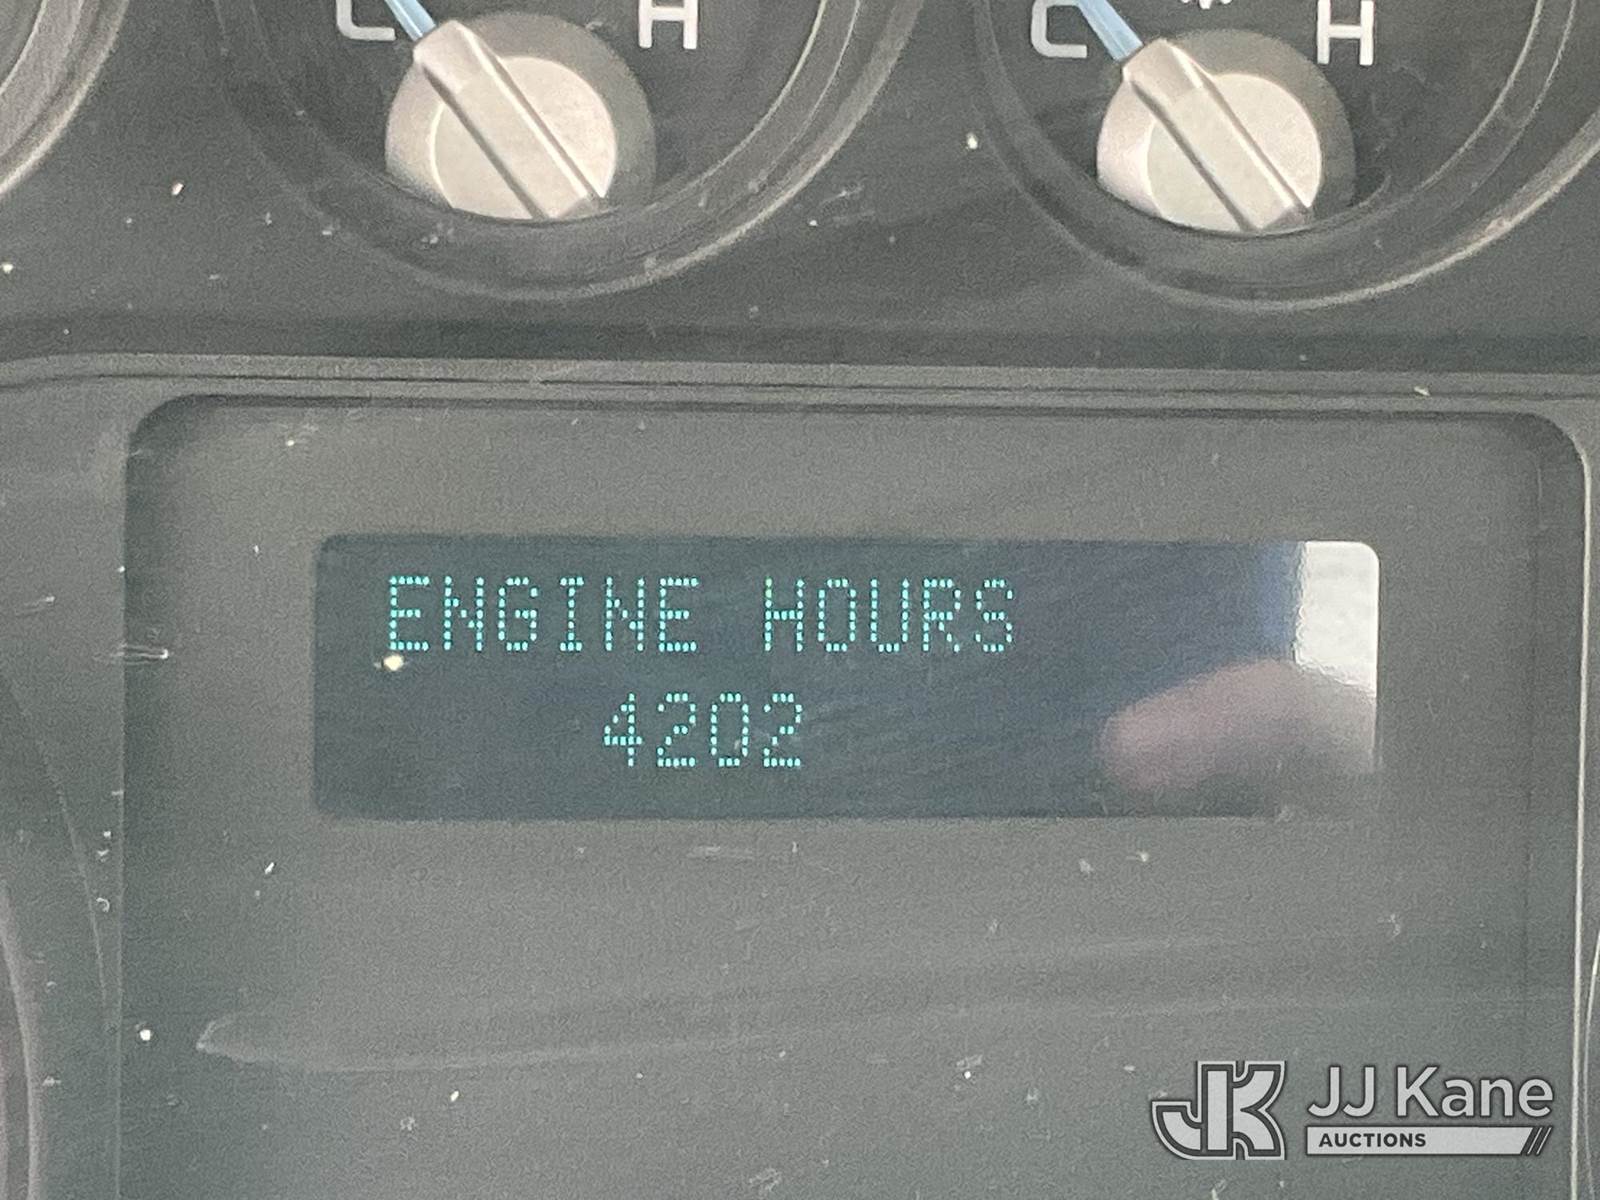 C H C H
ENGINE HOURS
4202
JK JJ Kane
AUCTIONS